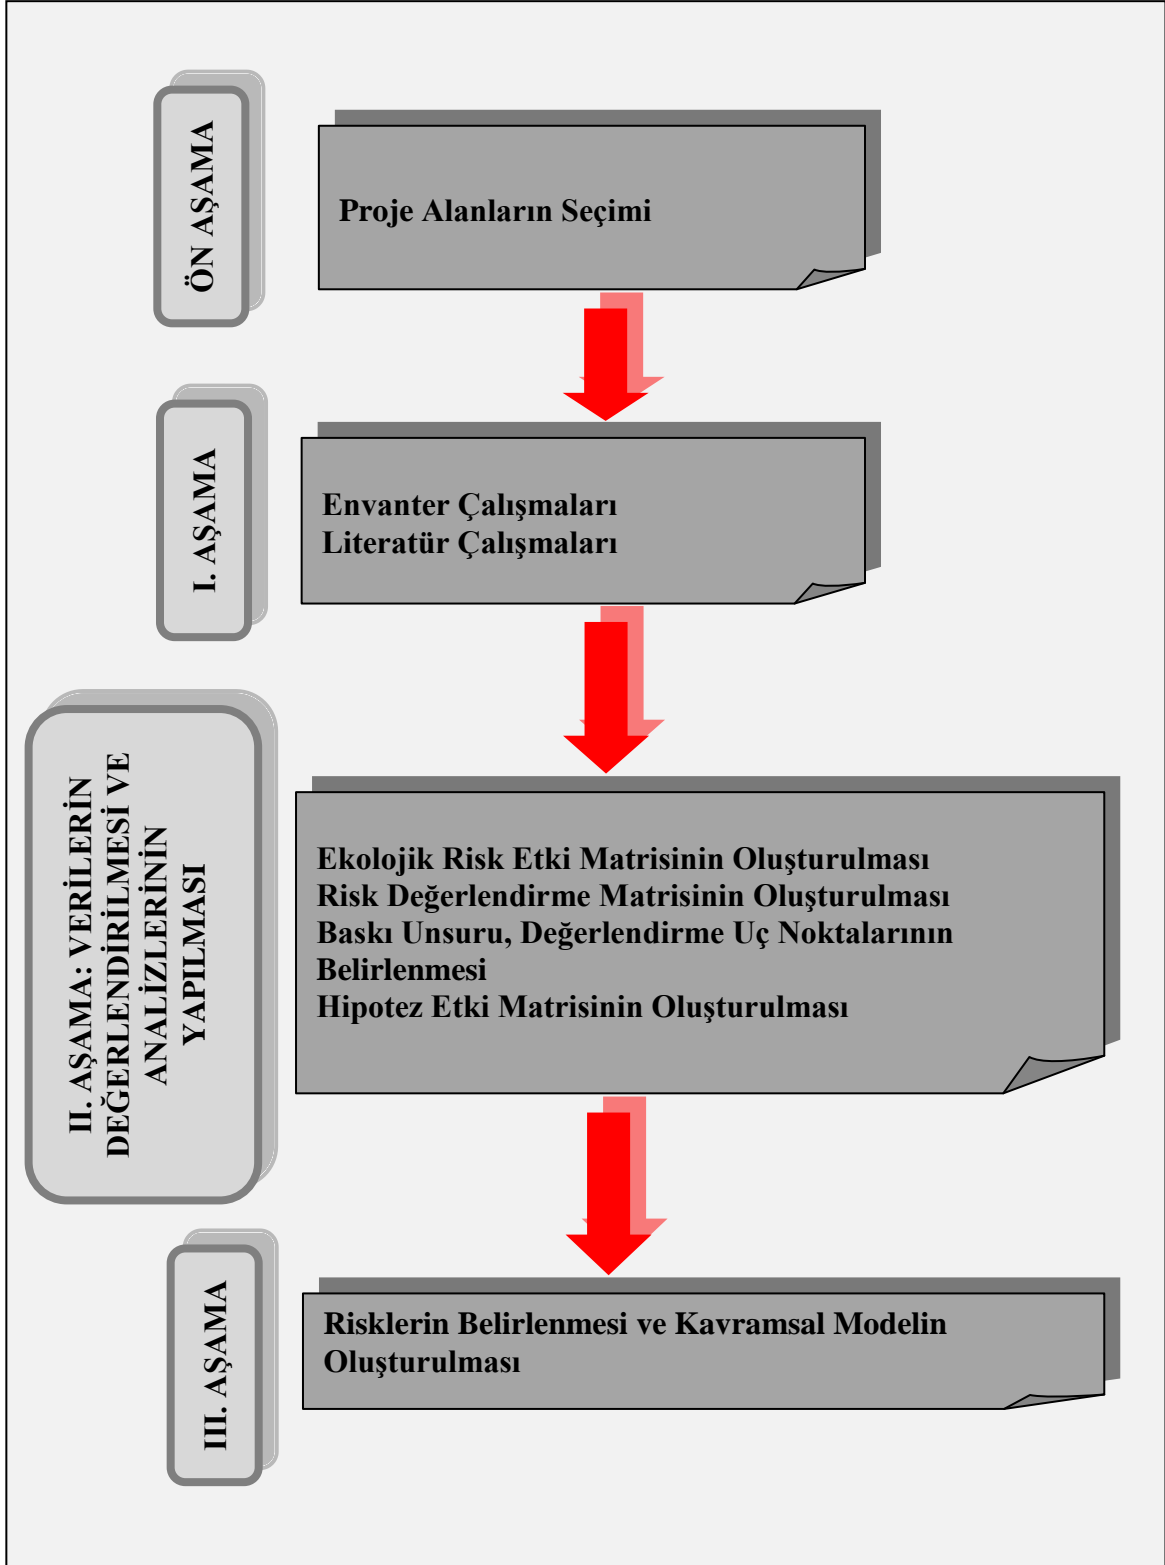 ÖN AŞAMA
Proje Alanların Seçimi
I. AŞAMA
Envanter Çalışmaları
Literatür Çalışmaları
II. AŞAMA: VERİLERİN
DEĞERLENDİRİLMESİ VE
ANALİZLERİNİN
YAPILMASI
Ekolojik Risk Etki Matrisinin Oluşturulması
Risk Değerlendirme Matrisinin Oluşturulması
Baskı Unsuru, Değerlendirme Uç Noktalarının
Belirlenmesi
Hipotez Etki Matrisinin Oluşturulması
III. AŞAMA
Risklerin Belirlenmesi ve Kavramsal Modelin
Oluşturulması